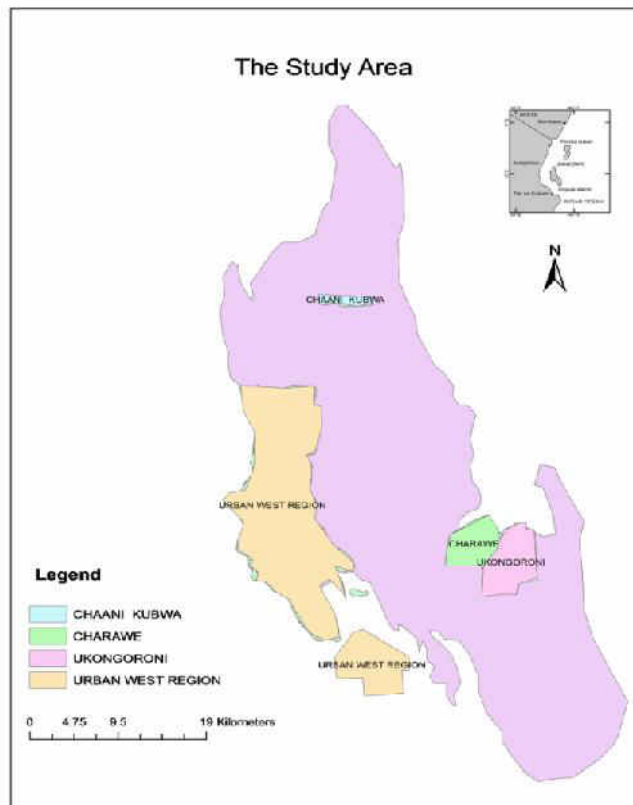 The Study Area
N
CHAANI KUBWA
URBAN WEST REGION
CHARAWE
UKONGORONI
URBAN WEST REGION
Legend
CHAANI KUBWA
CHARAWE
UKONGORONI
URBAN WEST REGION
0 4.75 9.5 19 Kilometers